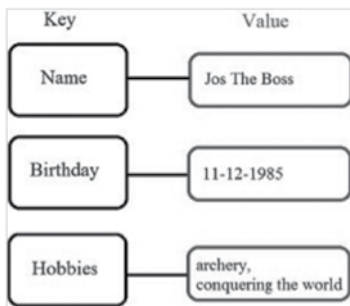 Key Value
Name Jos The Boss
Birthday 11-12-1985
Hobbies archery,
conquering the world